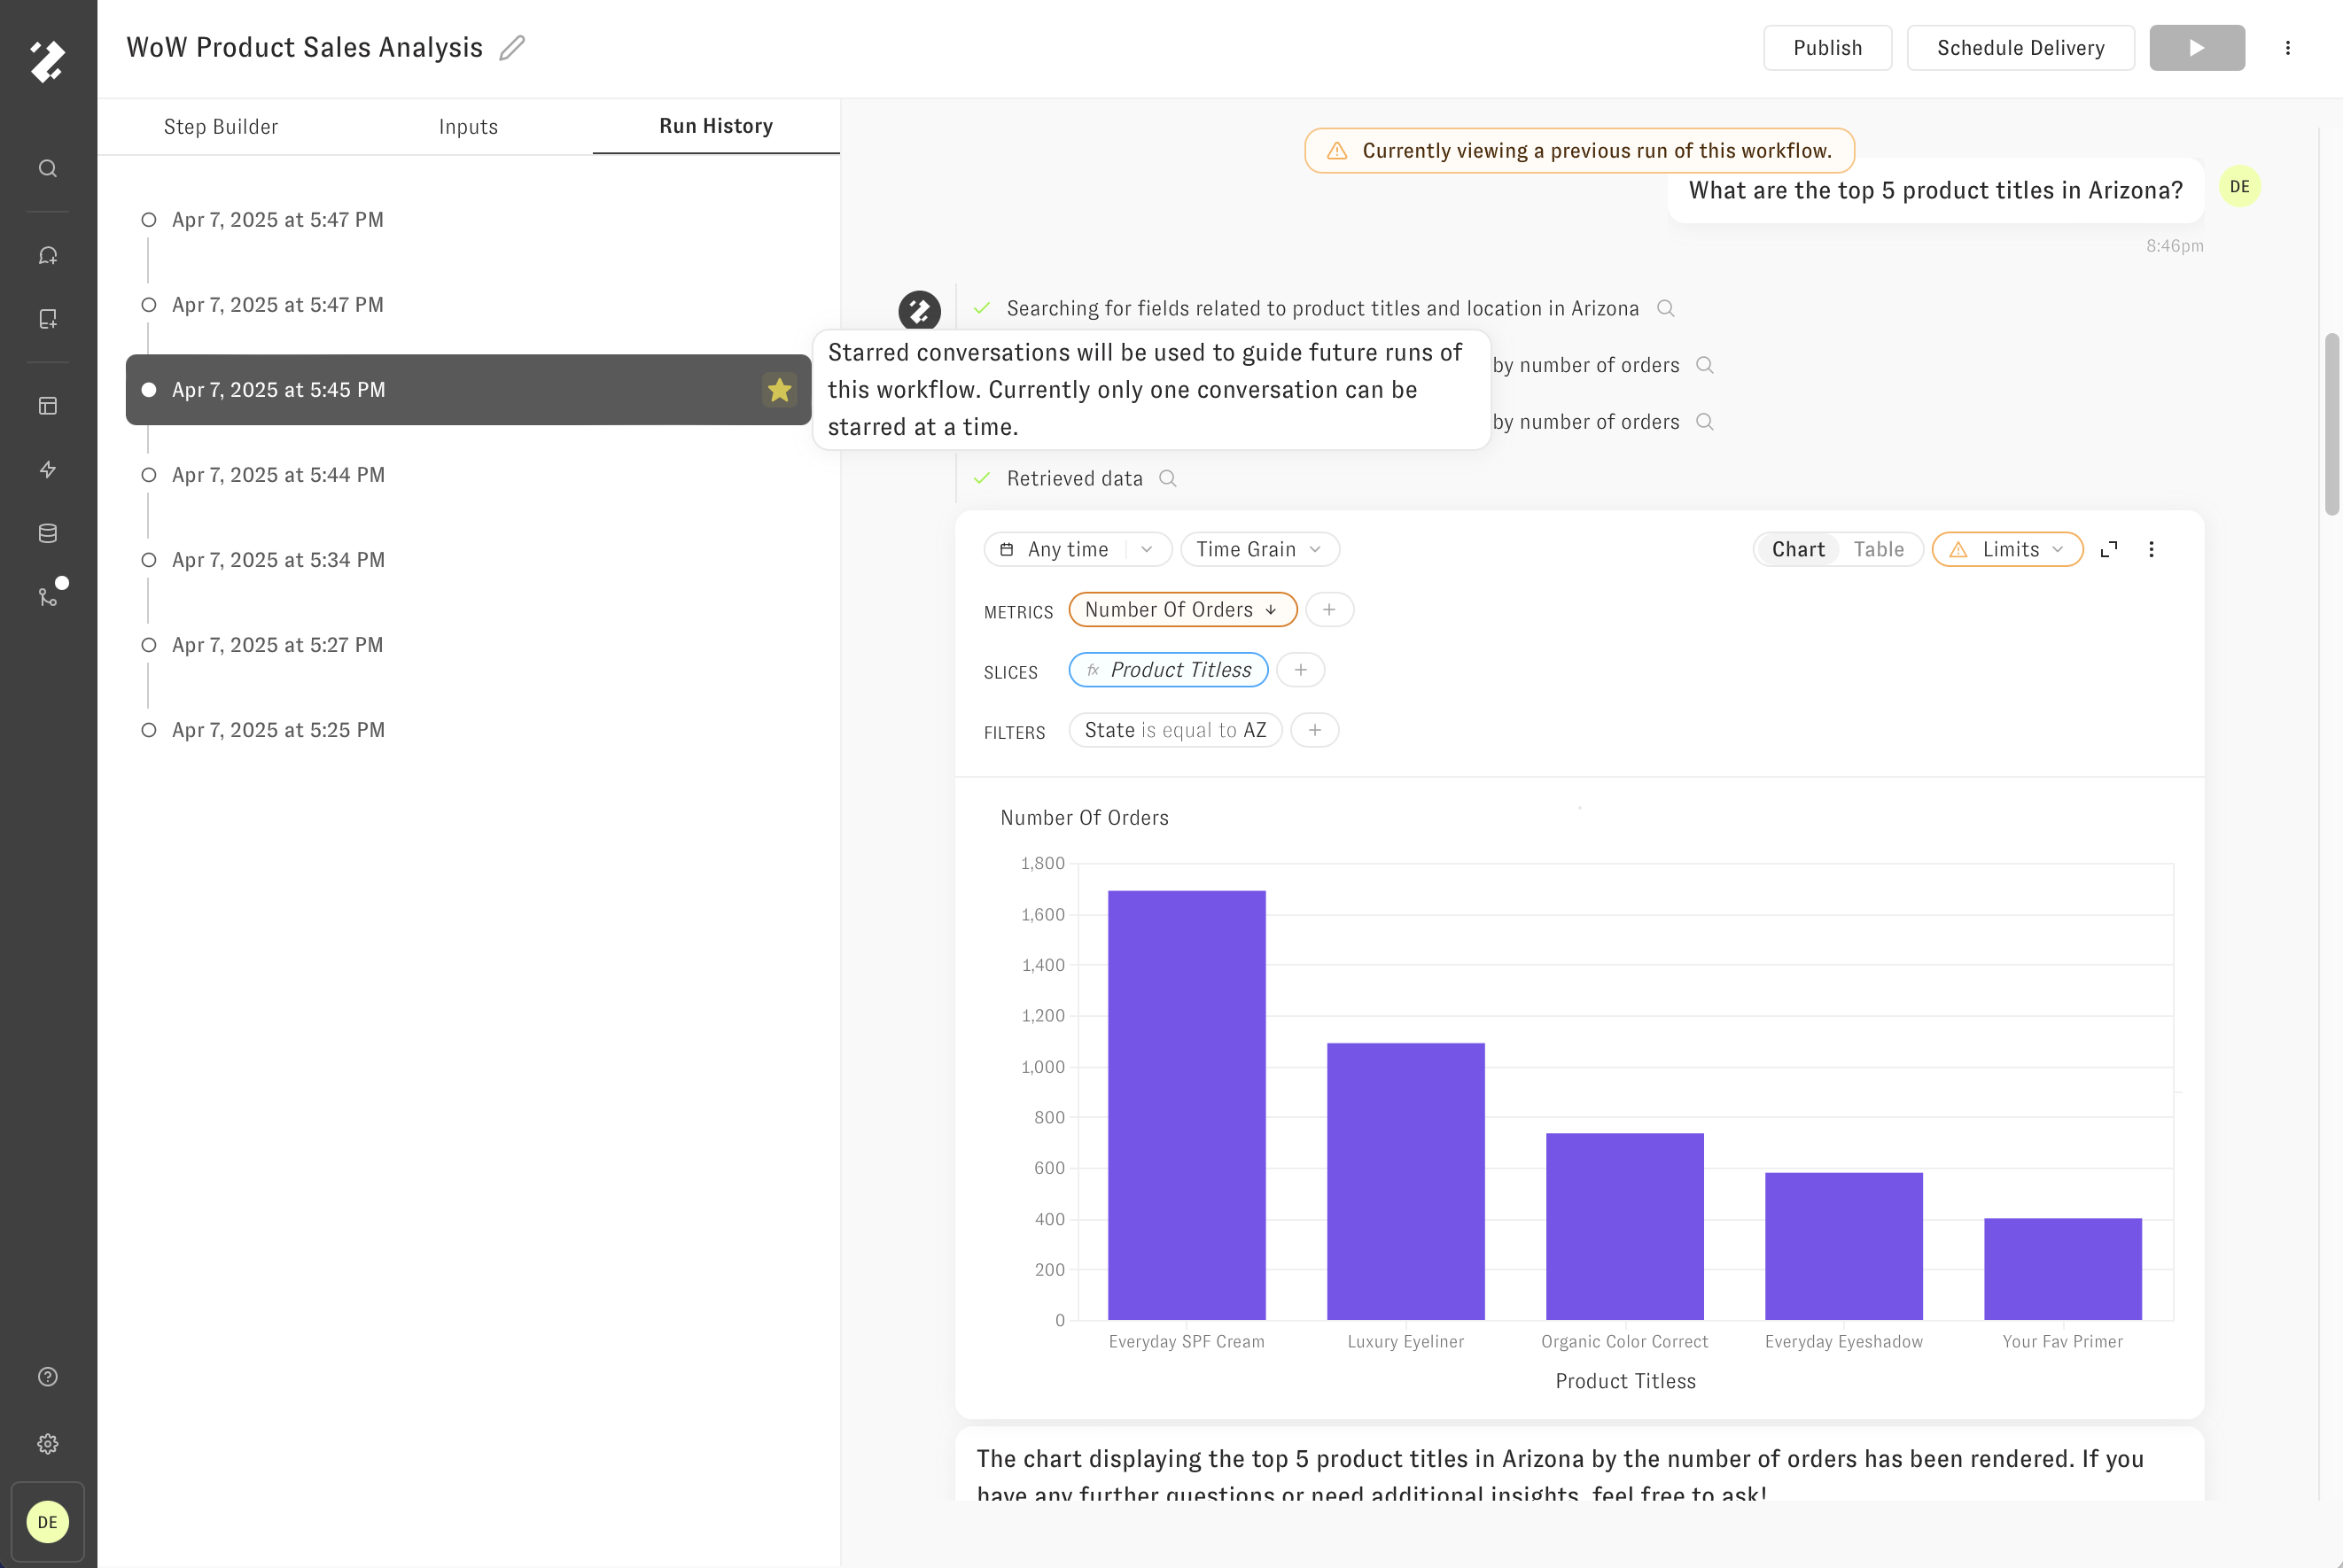 WoW Product Sales Analysis
Publish
Schedule Delivery
Step Builder
Inputs
Run History
Apr 7, 2025 at 5:47 PM
Apr 7, 2025 at 5:47 PM
Apr 7, 2025 at 5:45 PM
Apr 7, 2025 at 5:44 PM
Apr 7, 2025 at 5:34 PM
Apr 7, 2025 at 5:27 PM
Apr 7, 2025 at 5:25 PM
DE
Currently viewing a previous run of this workflow.
What are the top 5 product titles in Arizona?
DE
8:46pm
Searching for fields related to product titles and location in Arizona
Starred conversations will be used to guide future runs of
this workflow. Currently only one conversation can be
starred at a time.
by number of orders
by number of orders
Retrieved data
Any time
Time Grain
Chart
Table
Limits
METRICS
Number Of Orders
SLICES
fx Product Titless
FILTERS
State is equal to AZ
Number Of Orders
1,800
1,600
1,400
1,200
1,000
800
600
400
200
0
Everyday SPF Cream
Luxury Eyeliner
Organic Color Correct
Everyday Eyeshadow
Your Fav Primer
Product Titless
The chart displaying the top 5 product titles in Arizona by the number of orders has been rendered. If you
have any further questions or need additional insights, feel free to ask!